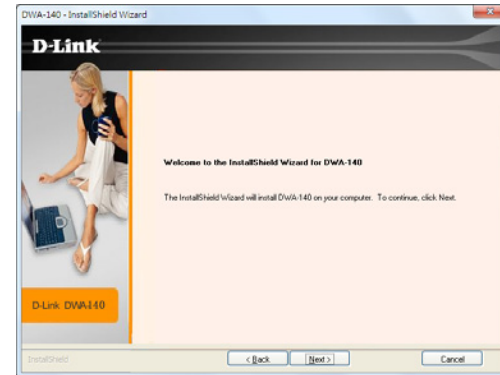 DWA-140 - InstallShield Wizard
D-Link
Welcome to the InstallShield Wizard for DWA-140
The InstallShield Wizard will install DWA-140 on your computer. To continue, click Next.
D-Link DWA-140
InstallShield
< Back
Next >
Cancel